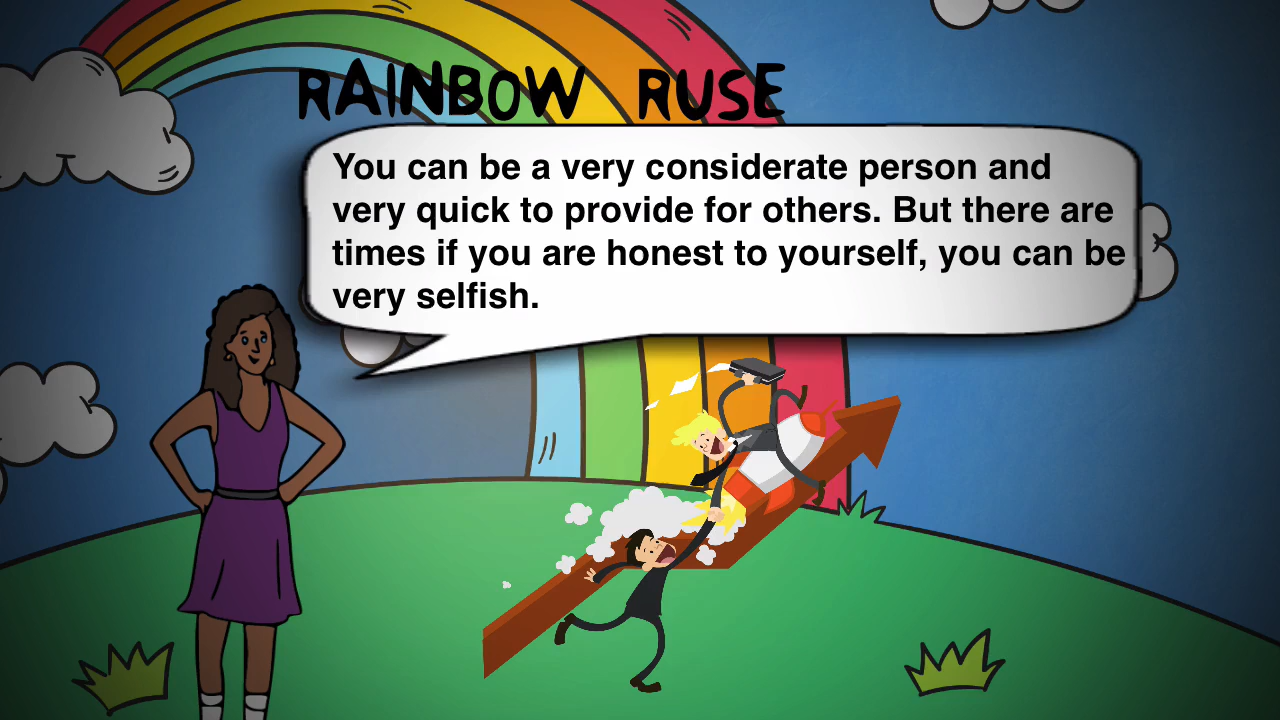 RAINBOW RUSE
You can be a very considerate person and
very quick to provide for others. But there are
times if you are honest to yourself, you can be
very selfish.